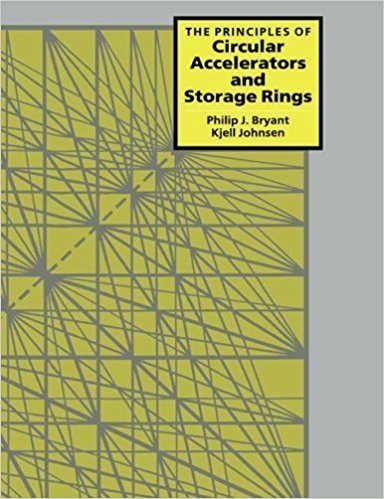 THE PRINCIPLES OF
Circular
Accelerators
and
Storage Rings
Philip J. Bryant
Kjell Johnsen